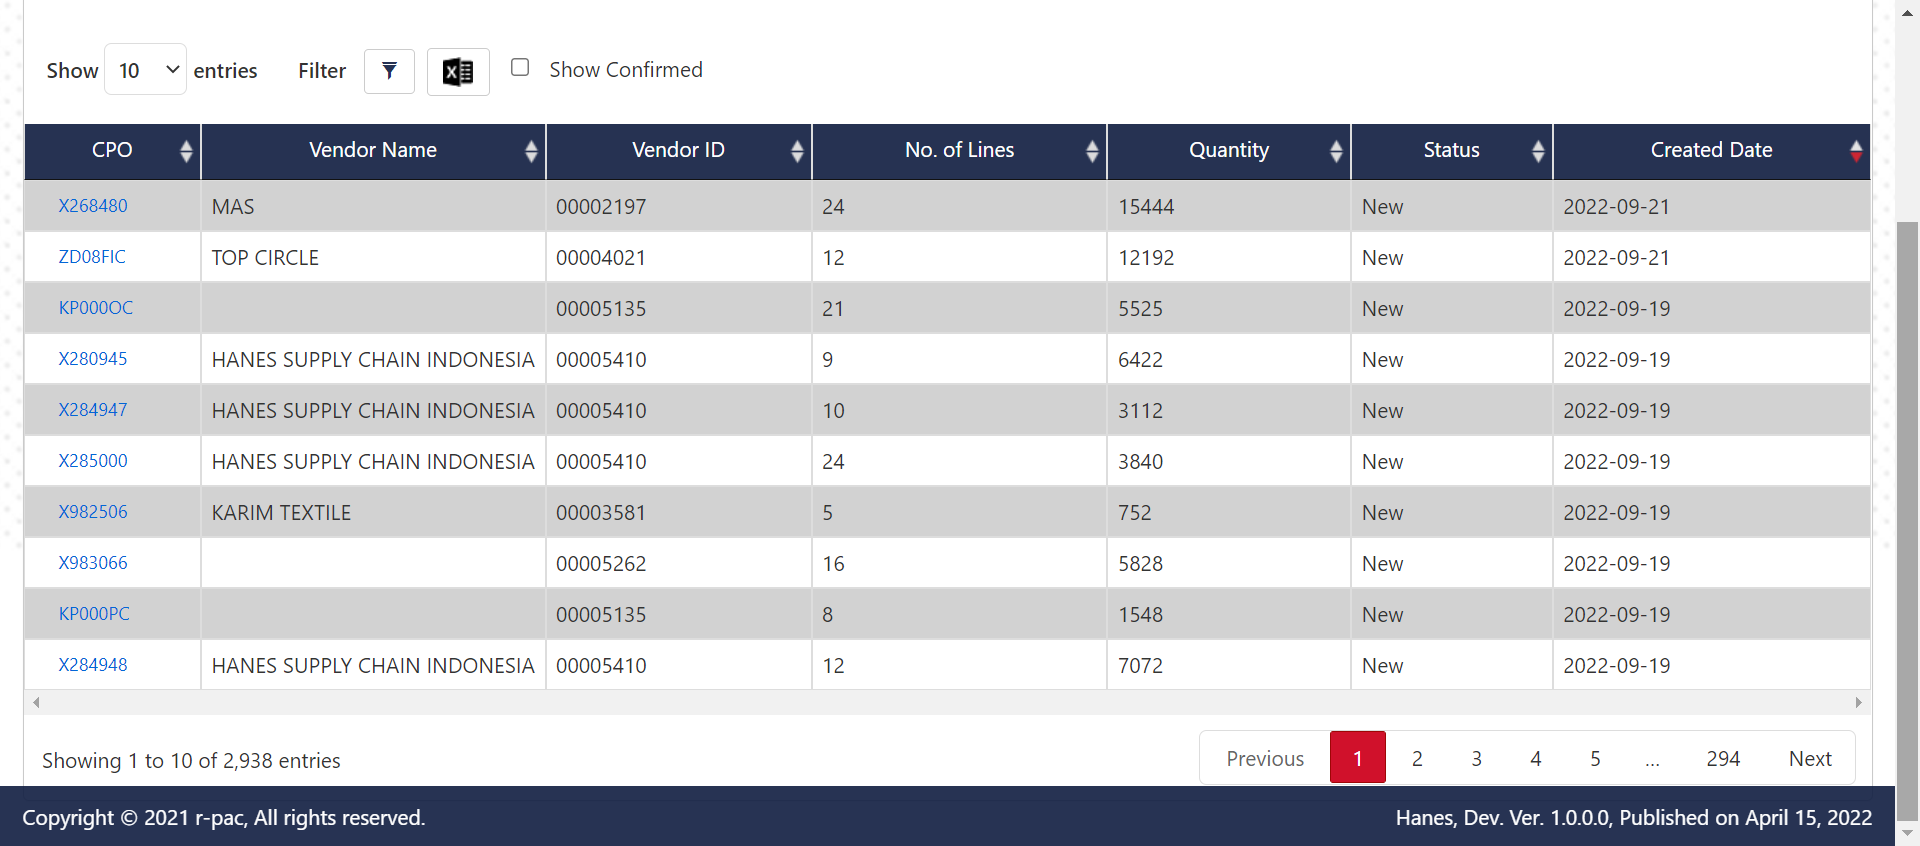 Show 10 entries Filter Show Confirmed
CPO Vendor Name Vendor ID No. of Lines Quantity Status Created Date
X268480 MAS 00002197 24 15444 New 2022-09-21
ZD08FIC TOP CIRCLE 00004021 12 12192 New 2022-09-21
KP000OC 00005135 21 5525 New 2022-09-19
X280945 HANES SUPPLY CHAIN INDONESIA 00005410 9 6422 New 2022-09-19
X284947 HANES SUPPLY CHAIN INDONESIA 00005410 10 3112 New 2022-09-19
X285000 HANES SUPPLY CHAIN INDONESIA 00005410 24 3840 New 2022-09-19
X982506 KARIM TEXTILE 00003581 5 752 New 2022-09-19
X983066 00005262 16 5828 New 2022-09-19
KP000PC 00005135 8 1548 New 2022-09-19
X284948 HANES SUPPLY CHAIN INDONESIA 00005410 12 7072 New 2022-09-19
Showing 1 to 10 of 2,938 entries Previous 1 2 3 4 5 ... 294 Next
Copyright © 2021 r-pac, All rights reserved. Hanes, Dev. Ver. 1.0.0.0, Published on April 15, 2022